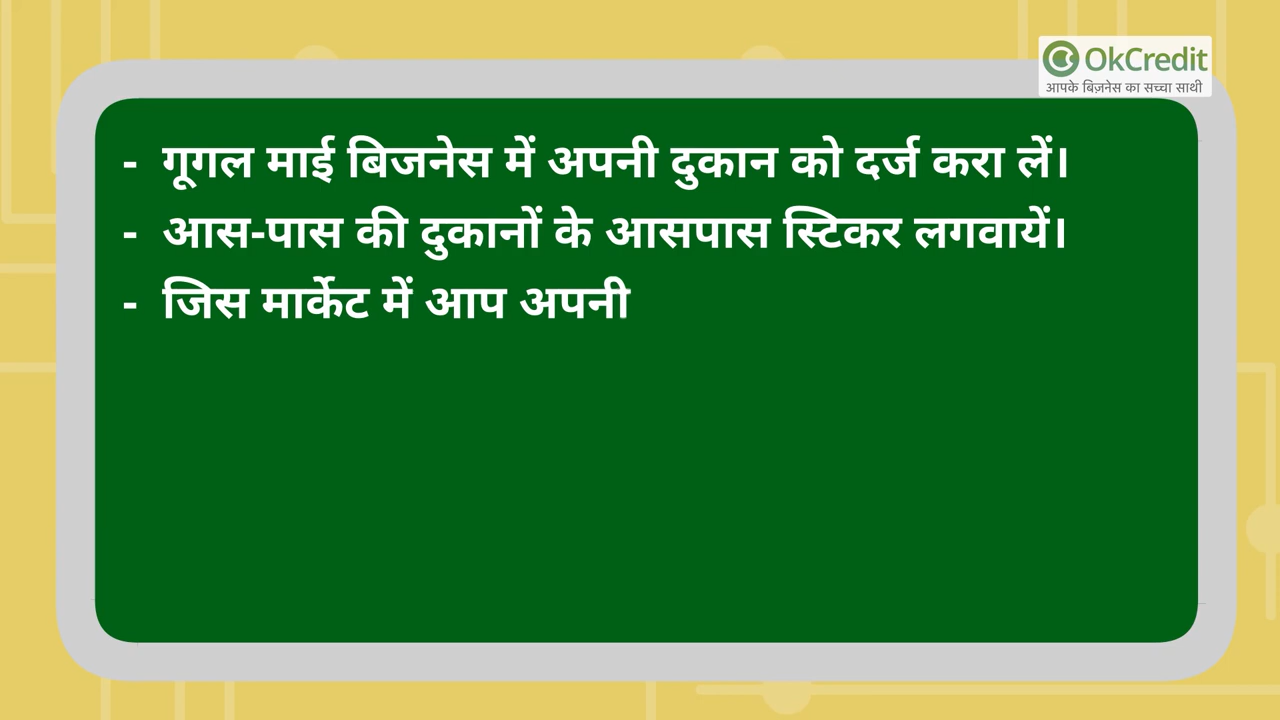 OkCredit
आपके बिज़नेस का सच्चा साथी
- गूगल माई बिजनेस में अपनी दुकान को दर्ज करा लें।
- आस-पास की दुकानों के आसपास स्टिकर लगवायें।
- जिस मार्केट में आप अपनी